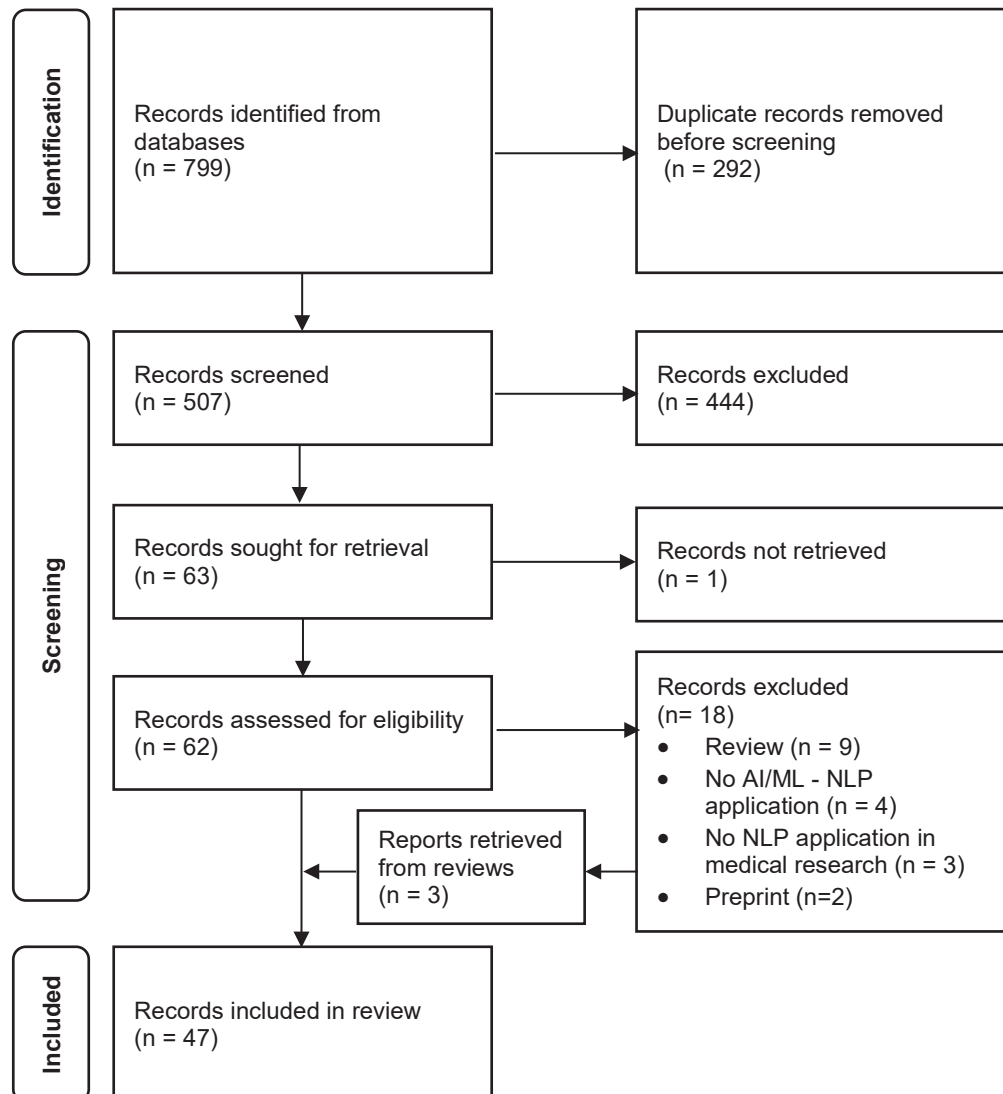 Identification
Records identified from
databases
(n = 799)
Duplicate records removed
before screening
(n = 292)
Screening
Records screened
(n = 507)
Records excluded
(n = 444)
Records sought for retrieval
(n = 63)
Records not retrieved
(n = 1)
Records assessed for eligibility
(n = 62)
Records excluded
(n= 18)
• Review (n = 9)
• No AI/ML - NLP
application (n = 4)
• No NLP application in
medical research (n = 3)
• Preprint (n=2)
Reports retrieved
from reviews
(n = 3)
Included
Records included in review
(n = 47)